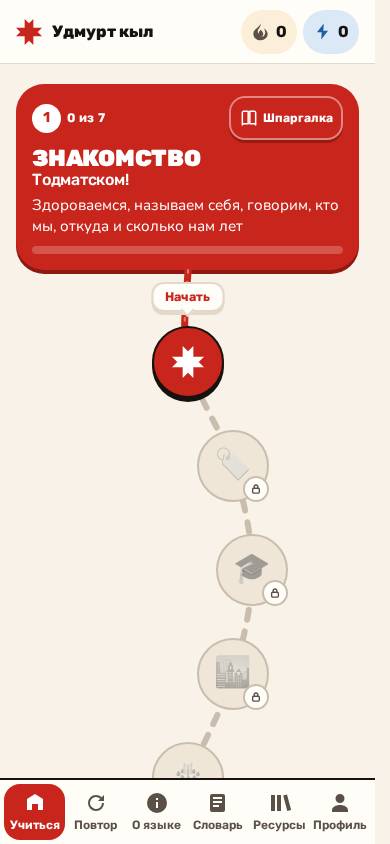 Удмурт кыл
0
0
1
0 из 7
Шпаргалка
ЗНАКОМСТВО
Тодматском!
Здороваемся, называем себя, говорим, кто
мы, откуда и сколько нам лет
Начать
Учиться
Повтор
О языке
Словарь
Ресурсы
Профиль